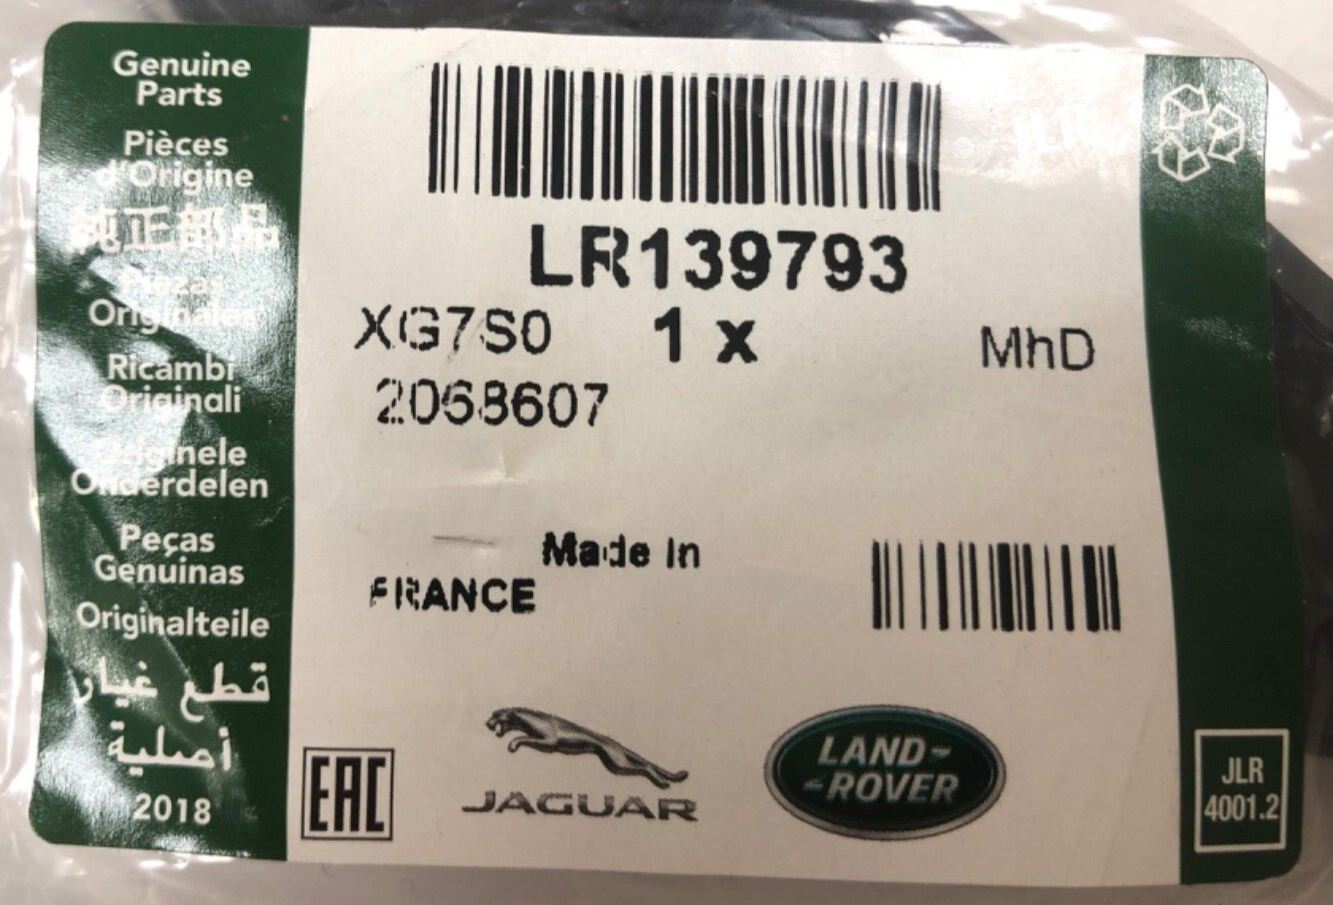 Genuine
Parts
Pièces
d'Origine
純正部品
Piezas
Originales
Ricambi
Originali
Originele
Onderdelen
Peças
Genuinas
Originalteile
قطع غيار
أصلية
2018
LR139793
XG7S0 1 x MhD
2068607
Made In
FRANCE
EAC
JAGUAR
LAND-
-ROVER
JLR
4001.2